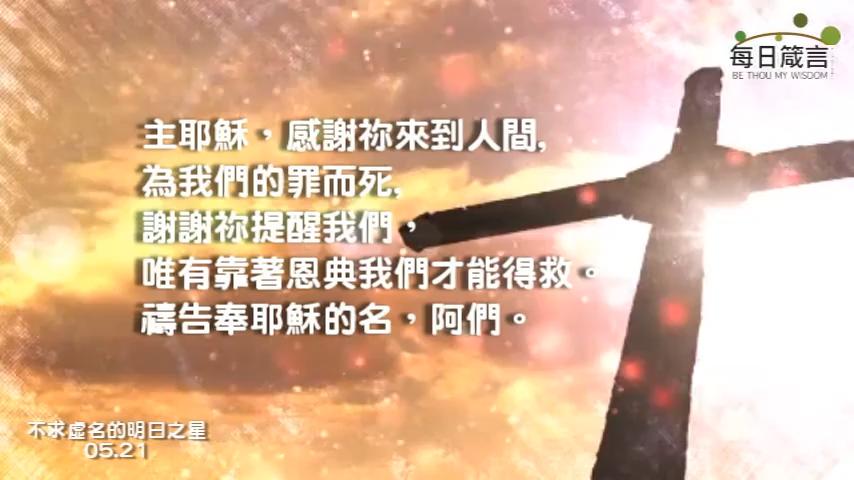 每日箴言
BE THOU MY WISDOM
主耶穌，感謝祢來到人間,
為我們的罪而死,
謝謝祢提醒我們，
唯有靠著恩典我們才能得救。
禱告奉耶穌的名，阿們。
不求虛名的明日之星
05.21